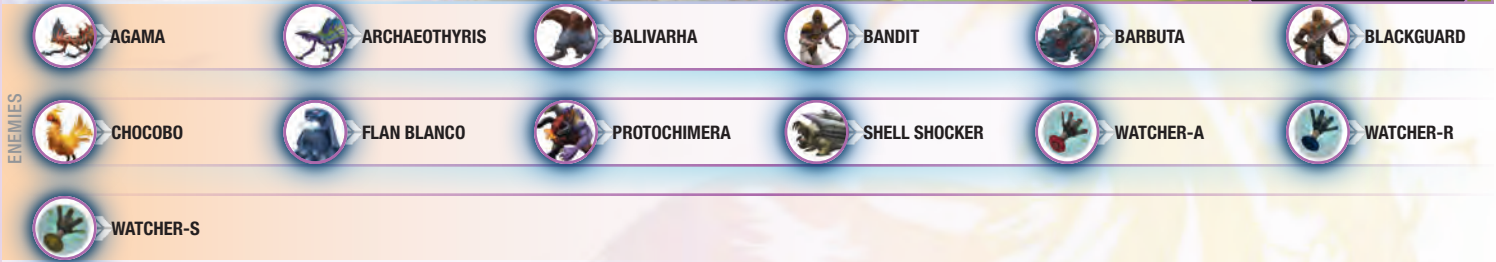 ENEMIES
AGAMA
ARCHAEOTHYRIS
BALIVARHA
BANDIT
BARBUTA
BLACKGUARD
CHOCOBO
FLAN BLANCO
PROTOCHIMERA
SHELL SHOCKER
WATCHER-A
WATCHER-R
WATCHER-S